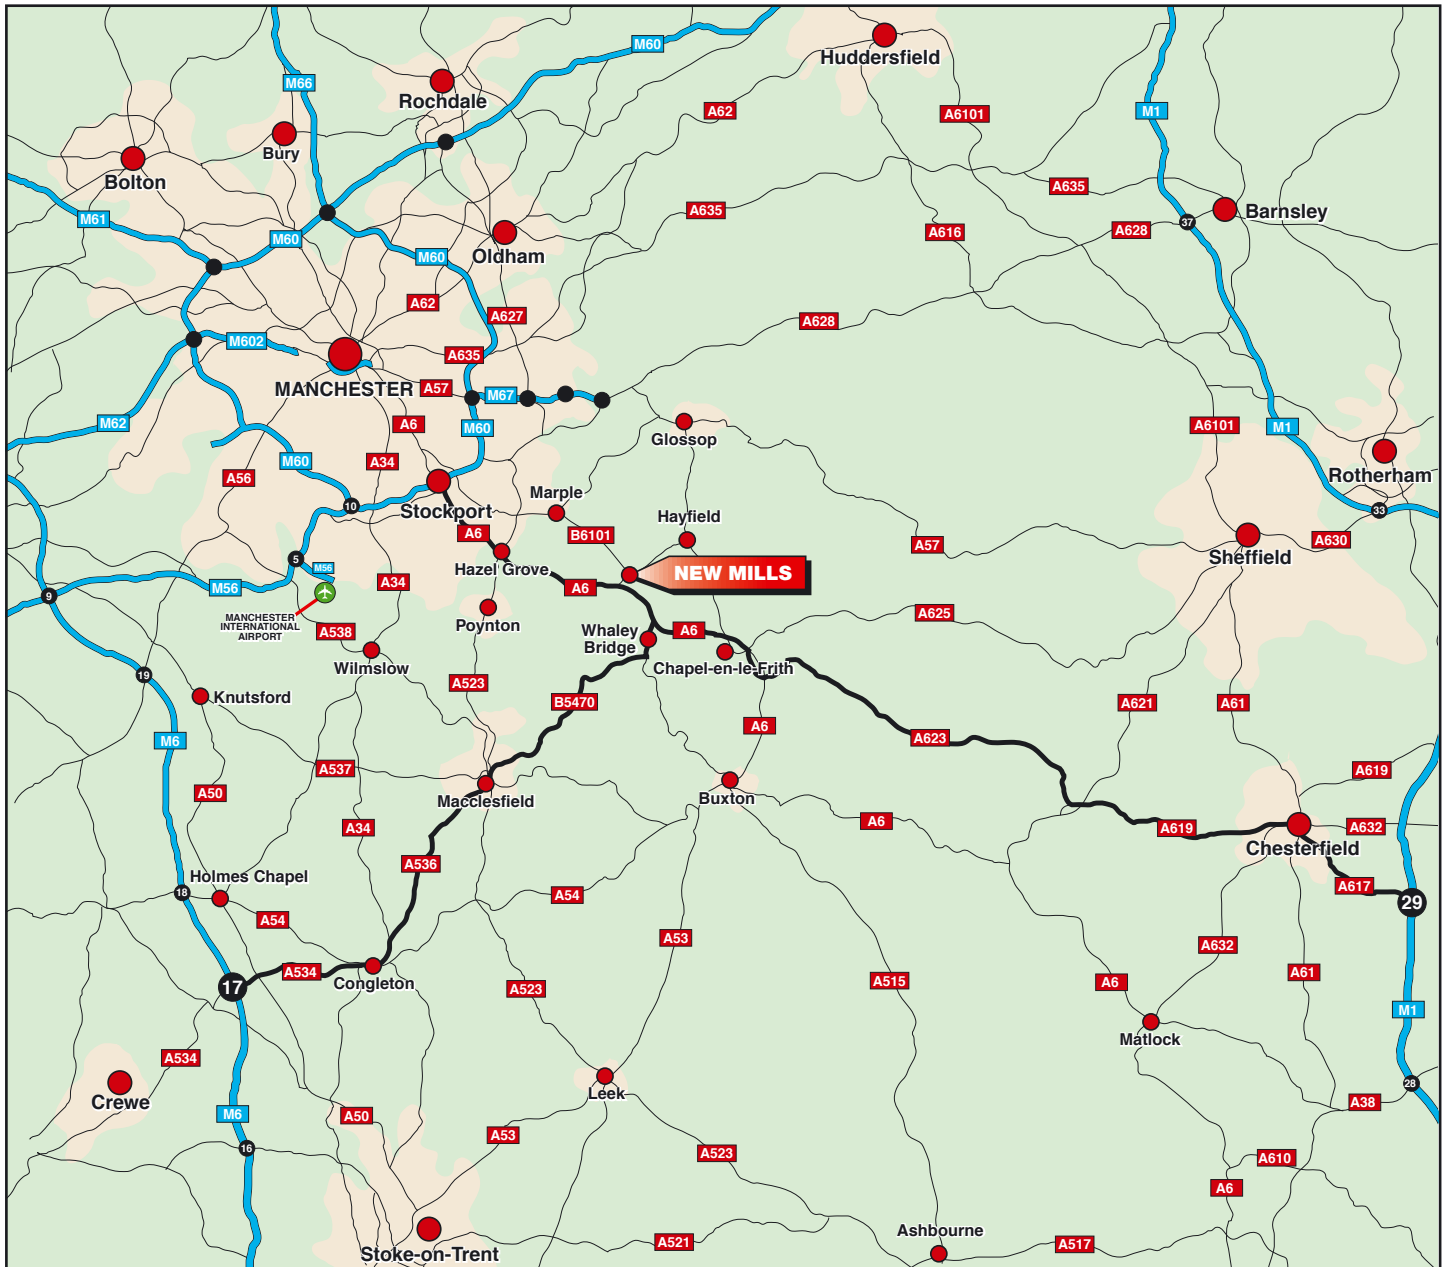 M60
Huddersfield
M66
Rochdale
A62
A6101
M1
Bury
Bolton
A635
M61
A635
Barnsley
37
A628
A616
M60
M60
Oldham
A62
A627
A628
M602
A635
MANCHESTER
A57
M67
M62
A6
M60
Glossop
A6101
M1
M60
A34
A56
Rotherham
Marple
10
Stockport
33
Hayfield
A6
B6101
A57
A630
Sheffield
5
M56
Hazel Grove
NEW MILLS
M56
A34
A6
9
MANCHESTER
INTERNATIONAL
AIRPORT
A538
Poynton
A625
Whaley
Bridge
A6
Wilmslow
Chapel-en-le-Frith
19
A523
Knutsford
B5470
A621
A61
M6
A6
A623
A537
A619
A50
Macclesfield
Buxton
A34
A6
A619
A632
Chesterfield
A536
Holmes Chapel
18
A54
A617
29
A54
A53
A632
A534
Congleton
17
A523
A515
A6
A61
M1
Matlock
A534
Crewe
Leek
28
M6
A50
A38
A53
16
A523
A610
A6
Stoke-on-Trent
A521
Ashbourne
A517